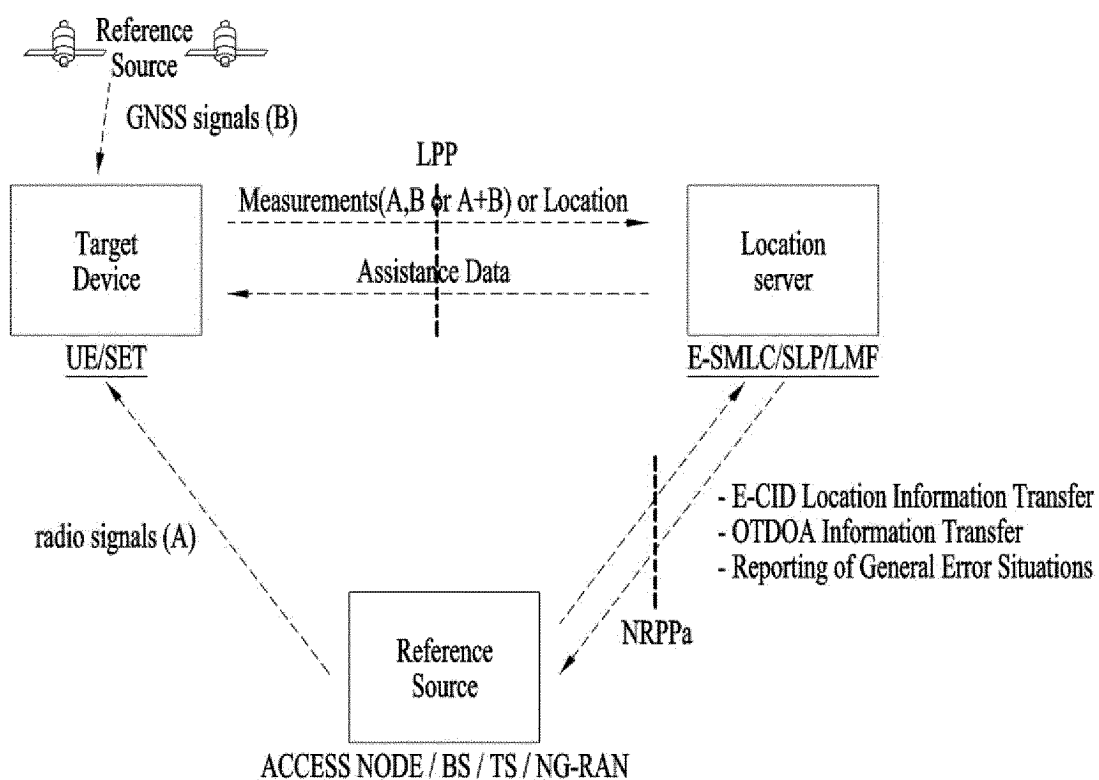 Reference
Source
GNSS signals (B)
LPP
Measurements(A,B or A+B) or Location
Target
Device
Location
server
Assistance Data
UE/SET
E-SMLC/SLP/LMF
radio signals (A)
- E-CID Location Information Transfer
- OTDOA Information Transfer
- Reporting of General Error Situations
NRPPa
Reference
Source
ACCESS NODE / BS / TS / NG-RAN